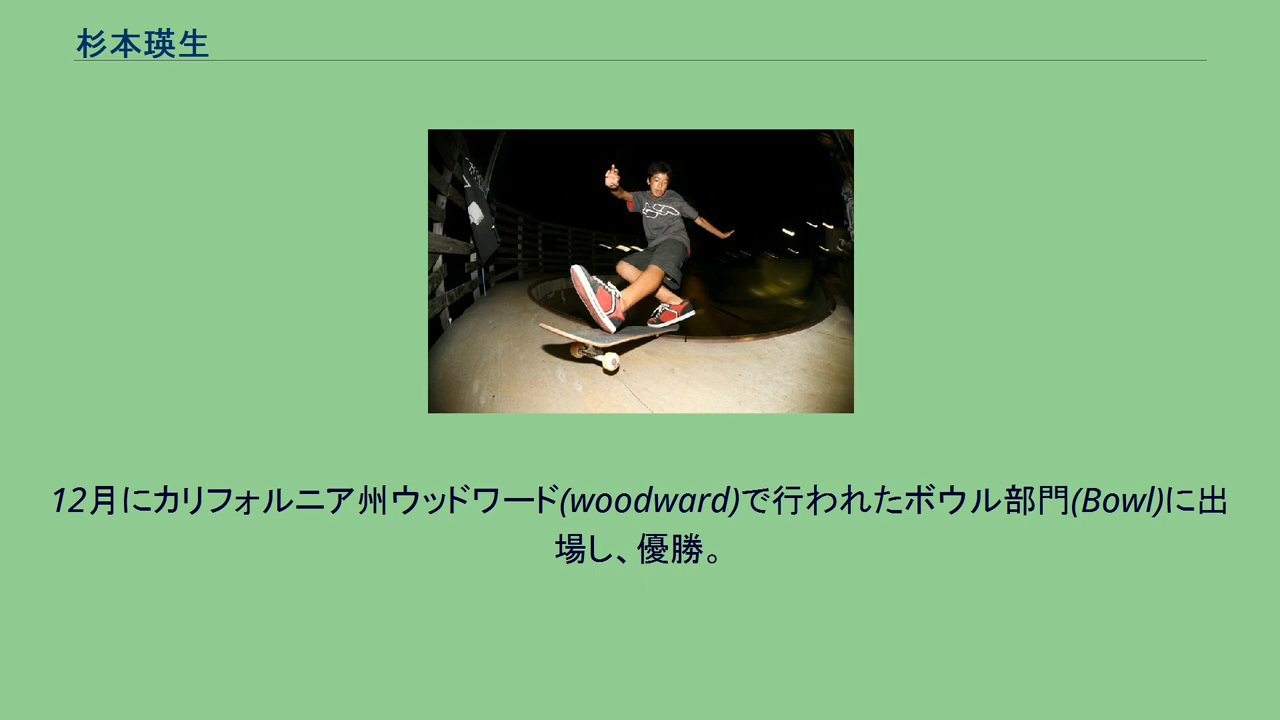 杉本瑛生
12月にカリフォルニア州ウッドワード(woodward)で行われたボウル部門(Bowl)に出
場し、優勝。